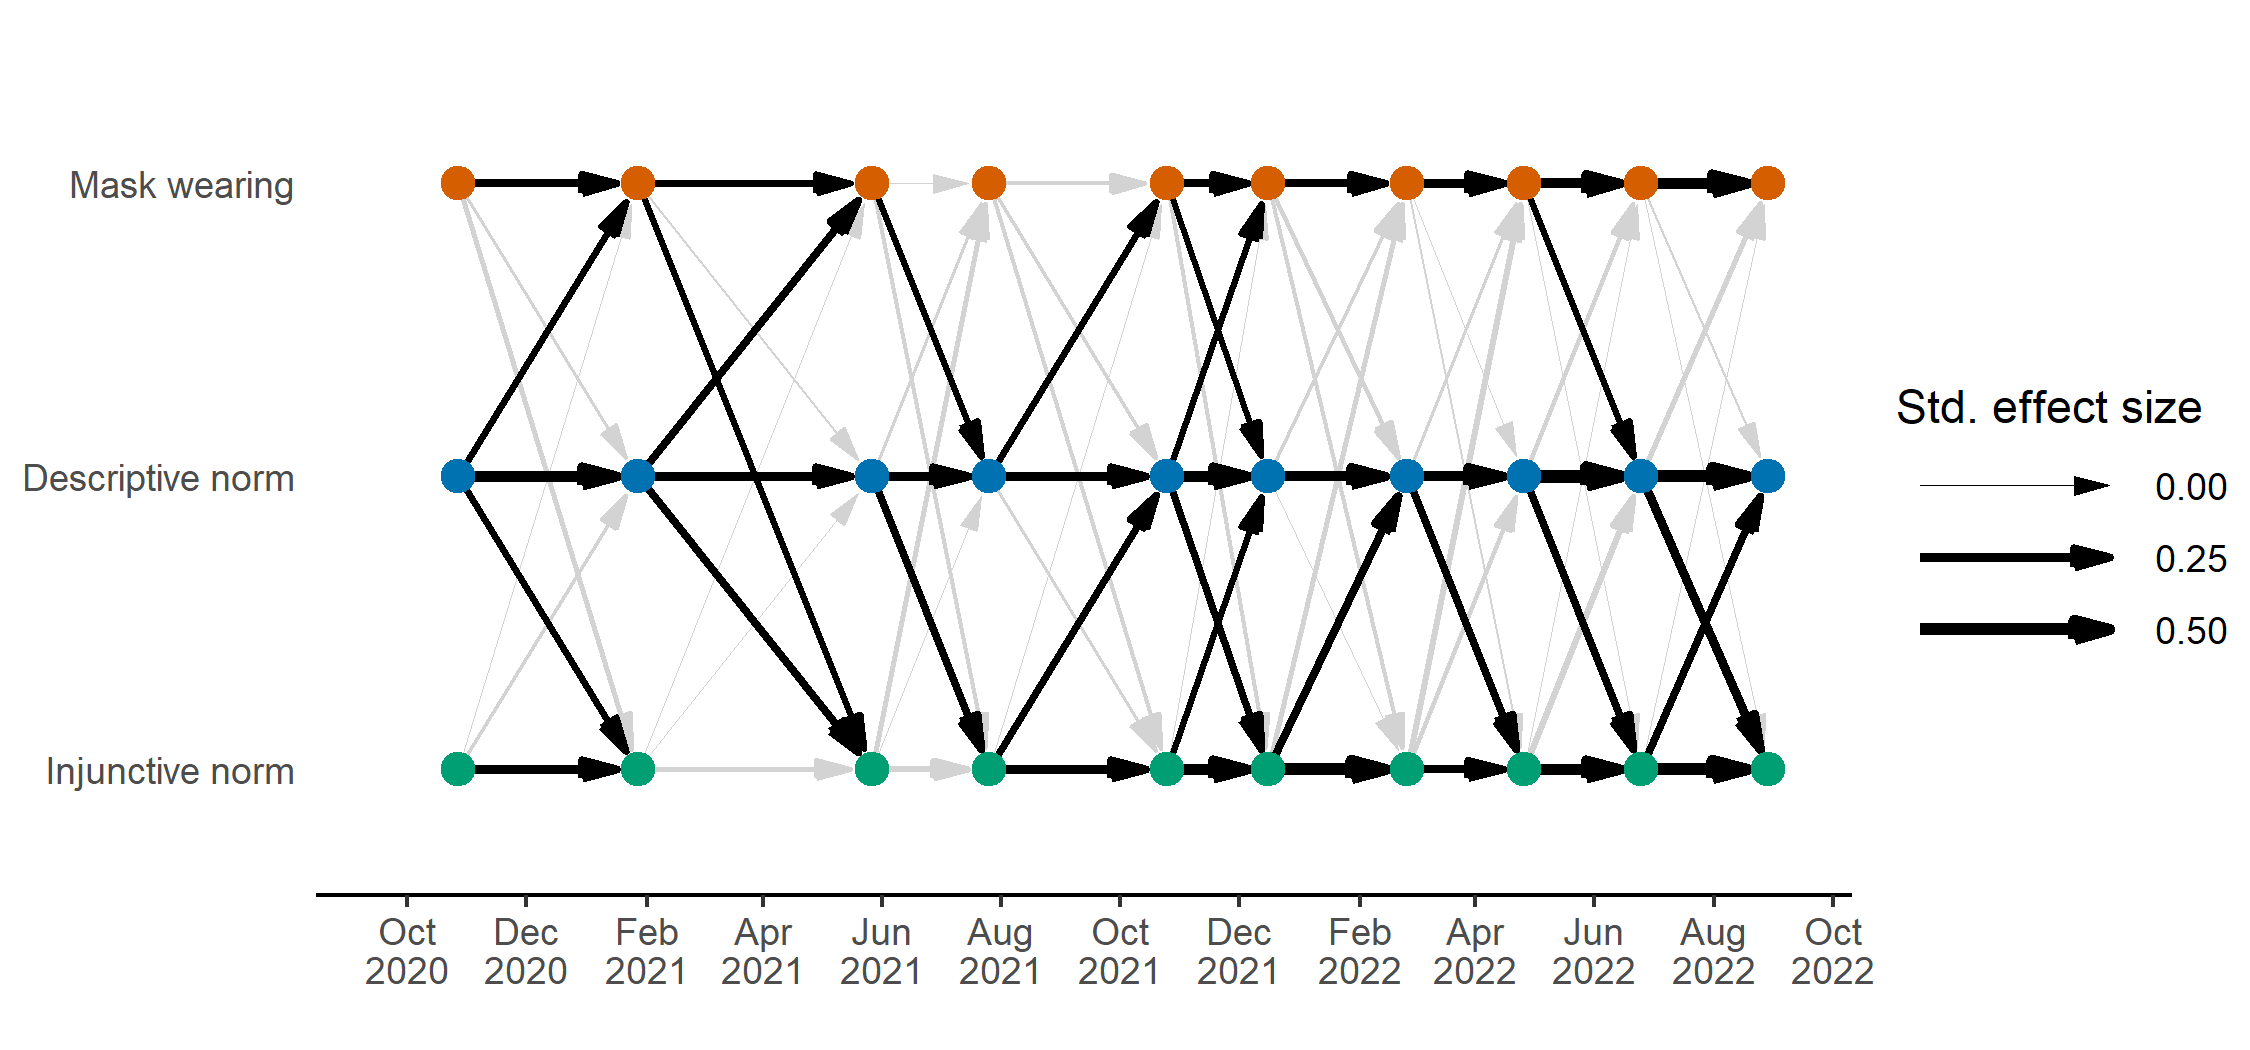 Mask wearing
Descriptive norm
Injunctive norm
Std. effect size
0.00
0.25
0.50
Oct Dec Feb Apr Jun Aug Oct Dec Feb Apr Jun Aug Oct
2020 2020 2021 2021 2021 2021 2021 2021 2022 2022 2022 2022 2022